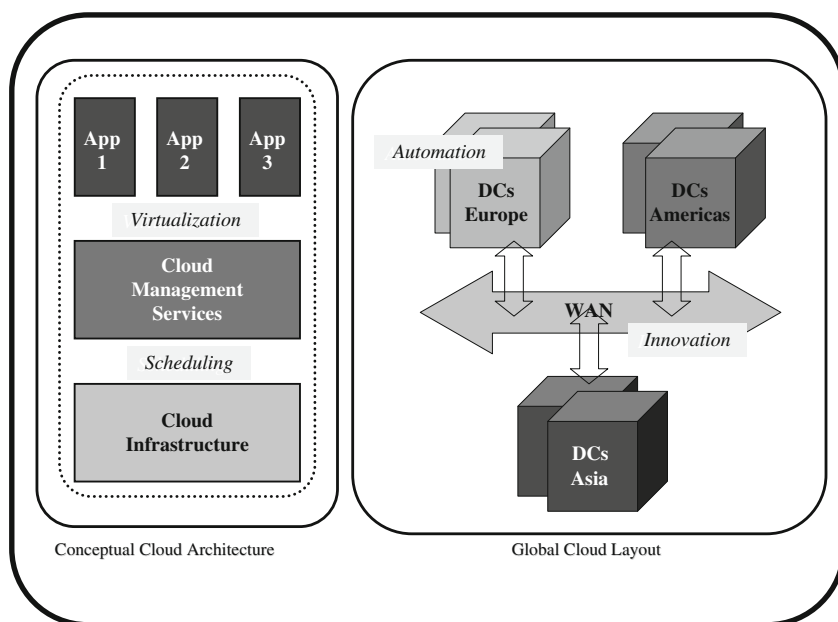 App
1
App
2
App
3
Virtualization
Cloud
Management
Services
Scheduling
Cloud
Infrastructure
Conceptual Cloud Architecture
Automation
DCs
Europe
DCs
Americas
WAN
Innovation
DCs
Asia
Global Cloud Layout